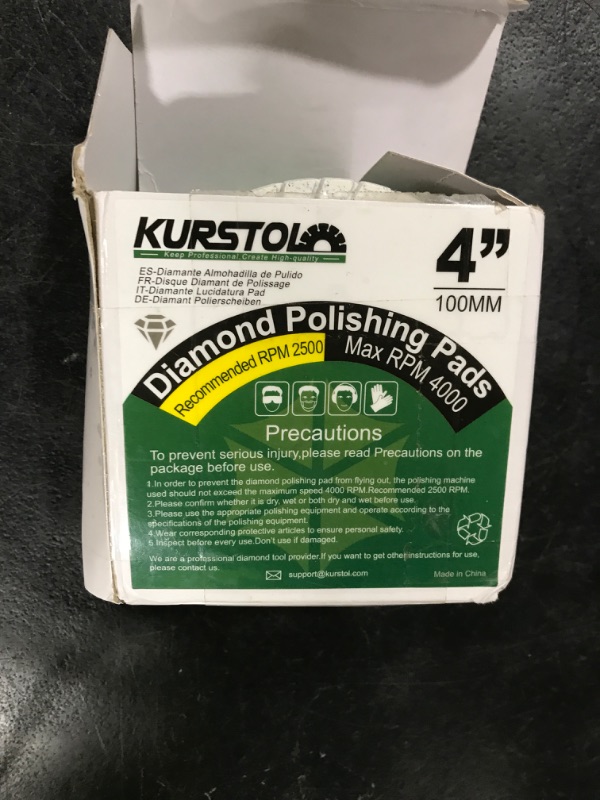 KURSTOL
Keep Professional.Create High-quality
4”
100MM
ES-Diamante Almohadilla de Pulido
FR-Disque Diamant de Polissage
IT-Diamante Lucidatura Pad
DE-Diamant Polierscheiben
Diamond Polishing Pads
Recommended RPM 2500
Max RPM 4000
Precautions
To prevent serious injury,please read Precautions on the
package before use.
1.In order to prevent the diamond polishing pad from flying out, the polishing machine
used should not exceed the maximum speed 4000 RPM.Recommended 2500 RPM.
2.Please confirm whether it is dry, wet or both dry and wet before use.
3.Please use the appropriate polishing equipment and operate according to the
specifications of the polishing equipment.
4.Wear corresponding protective articles to ensure personal safety.
5.Inspect before every use.Don't use if damaged.
We are a professional diamond tool provider.If you want to get other instructions for use,
please contact us.
support@kurstol.com
Made in China